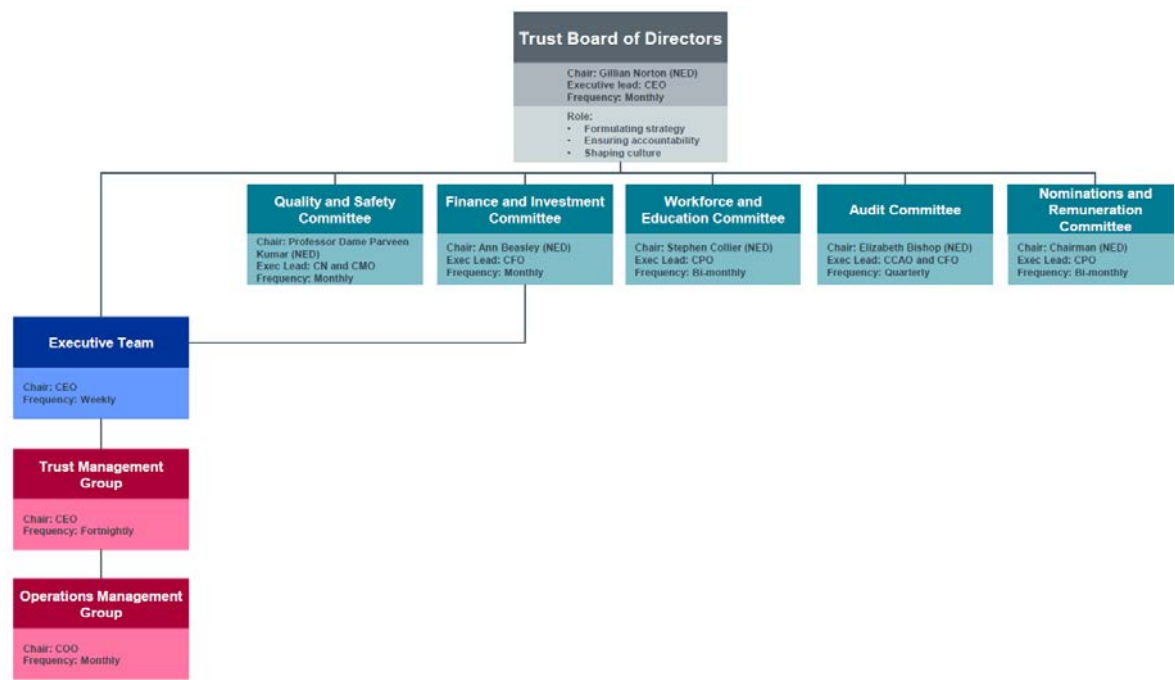 Trust Board of Directors
Chair: Gillian Norton (NED)
Executive lead: CEO
Frequency: Monthly
Role:
• Formulating strategy
• Ensuring accountability
• Shaping culture
Quality and Safety
Committee
Chair: Professor Dame Parveen
Kumar (NED)
Exec Lead: CN and CMO
Frequency: Monthly
Finance and Investment
Committee
Chair: Ann Beasley (NED)
Exec Lead: CFO
Frequency: Monthly
Workforce and
Education Committee
Chair: Stephen Collier (NED)
Exec Lead: CPO
Frequency: Bi-monthly
Audit Committee
Chair: Elizabeth Bishop (NED)
Exec Lead: CCAO and CFO
Frequency: Quarterly
Nominations and
Remuneration
Committee
Chair: Chairman (NED)
Exec Lead: CPO
Frequency: Bi-monthly
Executive Team
Chair: CEO
Frequency: Weekly
Trust Management
Group
Chair: CEO
Frequency: Fortnightly
Operations Management
Group
Chair: COO
Frequency: Monthly